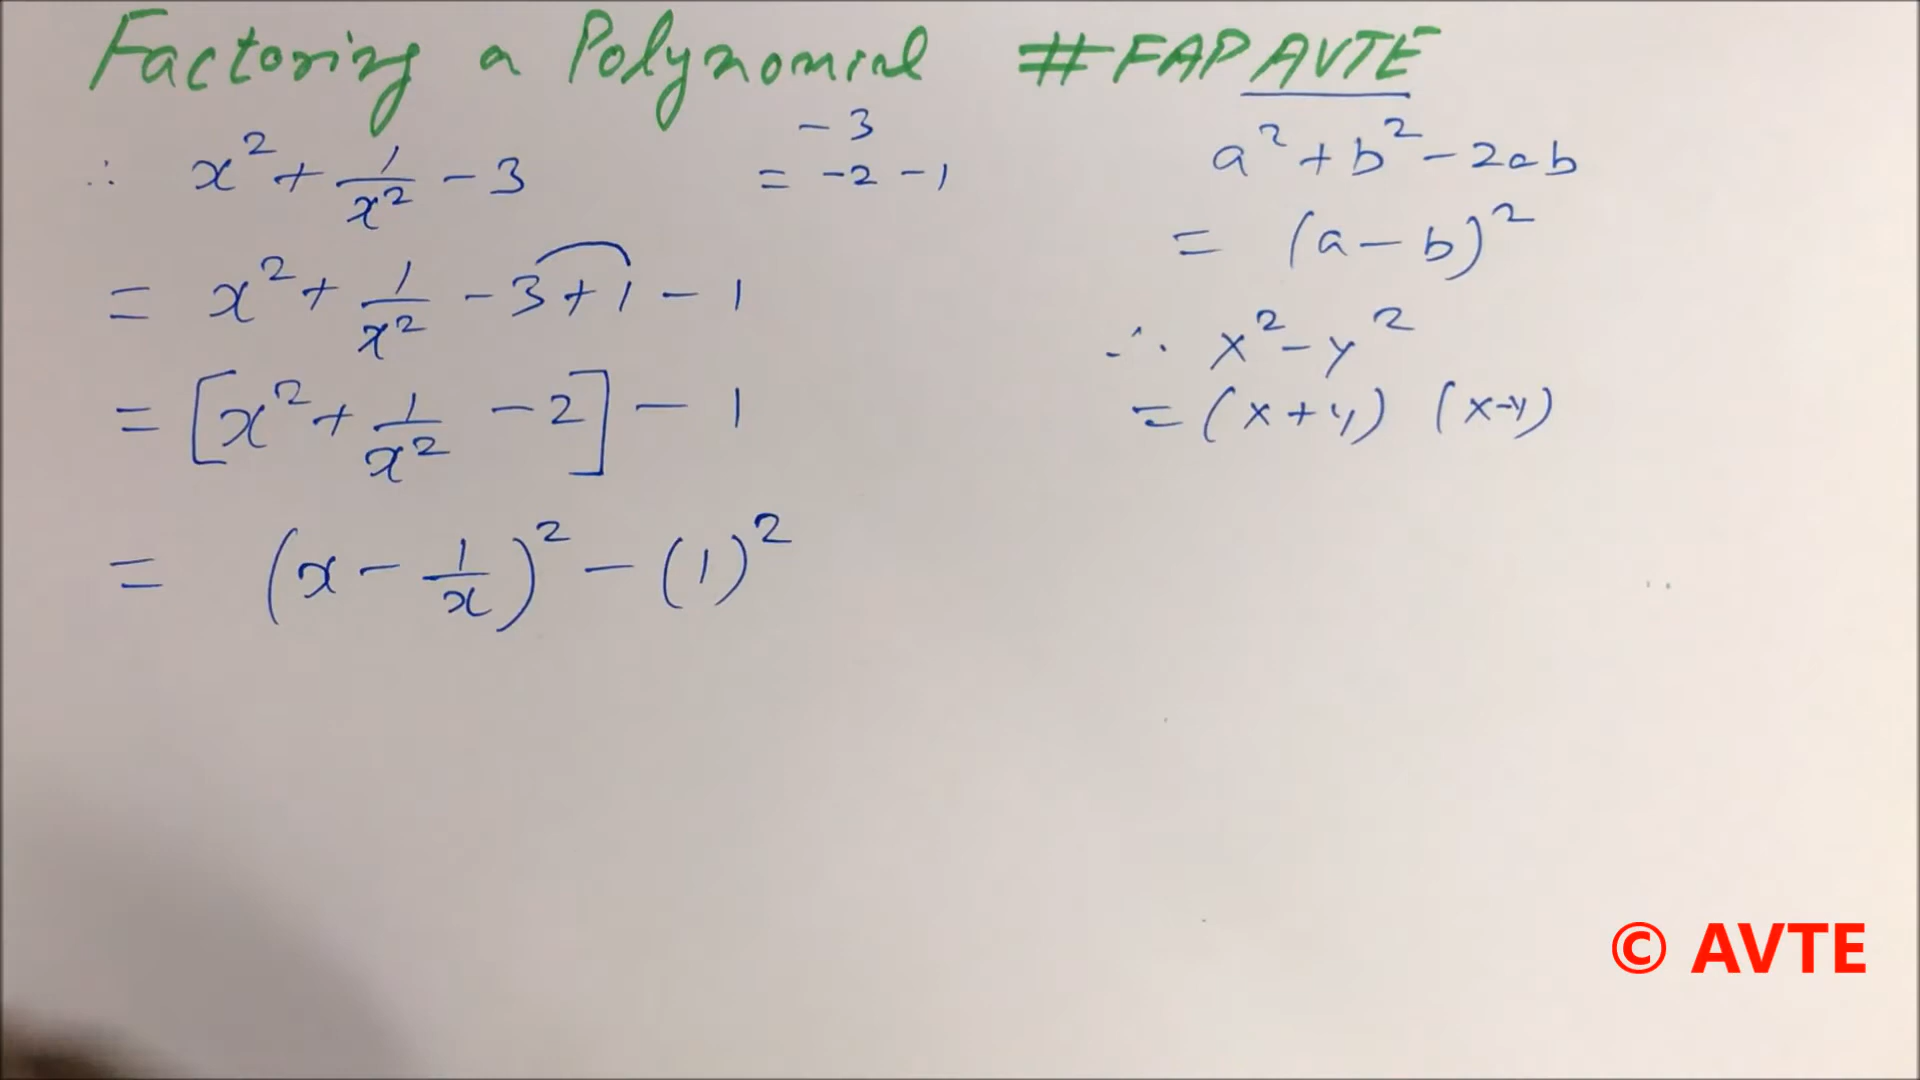 Factoring a Polynomial #FAPAVTE
∴ x² + 1/x² - 3
= x² + 1/x² - 3 + 1 - 1
= [x² + 1/x² - 2] - 1
= (x - 1/x)² - (1)²
- 3
= -2 -1
a² + b² - 2ab
= (a - b)²
∴ x² - y²
= (x + y) (x-y)
© AVTE